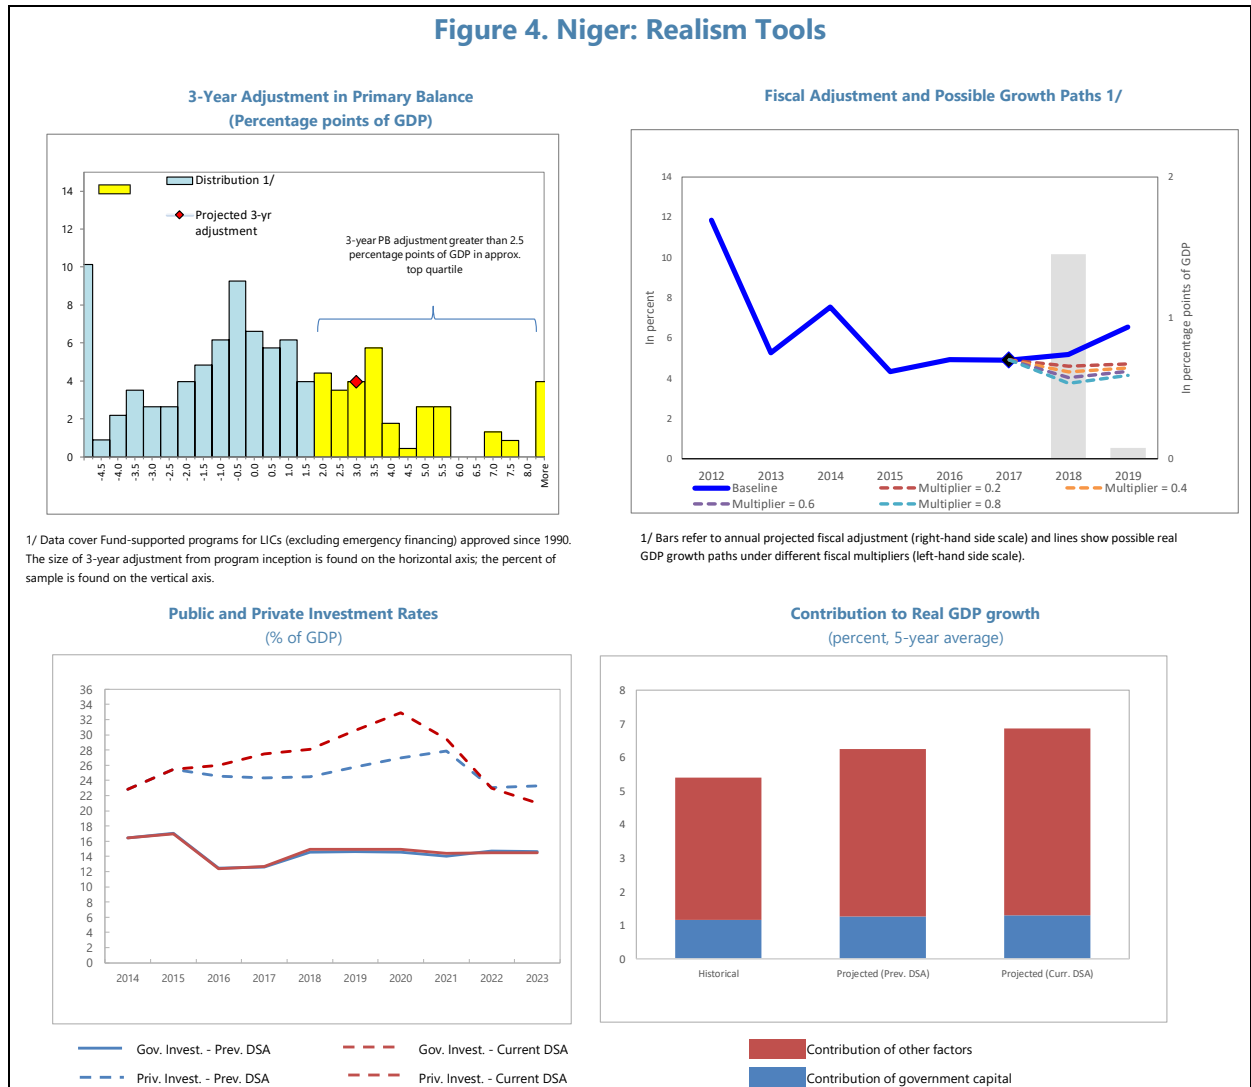 Figure 4. Niger: Realism Tools
3-Year Adjustment in Primary Balance
(Percentage points of GDP)
14
12
10
8
6
4
2
0
Distribution 1/
Projected 3-yr
adjustment
3-year PB adjustment greater than 2.5
percentage points of GDP in approx.
top quartile
-4.5 -4.0 -3.5 -3.0 -2.5 -2.0 -1.5 -1.0 -0.5 0.0 0.5 1.0 1.5 2.0 2.5 3.0 3.5 4.0 4.5 5.0 5.5 6.0 6.5 7.0 7.5 8.0 More
1/ Data cover Fund-supported programs for LICs (excluding emergency financing) approved since 1990.
The size of 3-year adjustment from program inception is found on the horizontal axis; the percent of
sample is found on the vertical axis.
Fiscal Adjustment and Possible Growth Paths 1/
In percent
14
12
10
8
6
4
2
0
2
1
0
In percentage points of GDP
2012 2013 2014 2015 2016 2017 2018 2019
Baseline Multiplier = 0.2 Multiplier = 0.4
Multiplier = 0.6 Multiplier = 0.8
1/ Bars refer to annual projected fiscal adjustment (right-hand side scale) and lines show possible real
GDP growth paths under different fiscal multipliers (left-hand side scale).
Public and Private Investment Rates
(% of GDP)
36
34
32
30
28
26
24
22
20
18
16
14
12
10
8
6
4
2
0
2014 2015 2016 2017 2018 2019 2020 2021 2022 2023
Gov. Invest. - Prev. DSA Gov. Invest. - Current DSA
Priv. Invest. - Prev. DSA Priv. Invest. - Current DSA
Contribution to Real GDP growth
(percent, 5-year average)
8
7
6
5
4
3
2
1
0
Historical Projected (Prev. DSA) Projected (Curr. DSA)
Contribution of other factors
Contribution of government capital